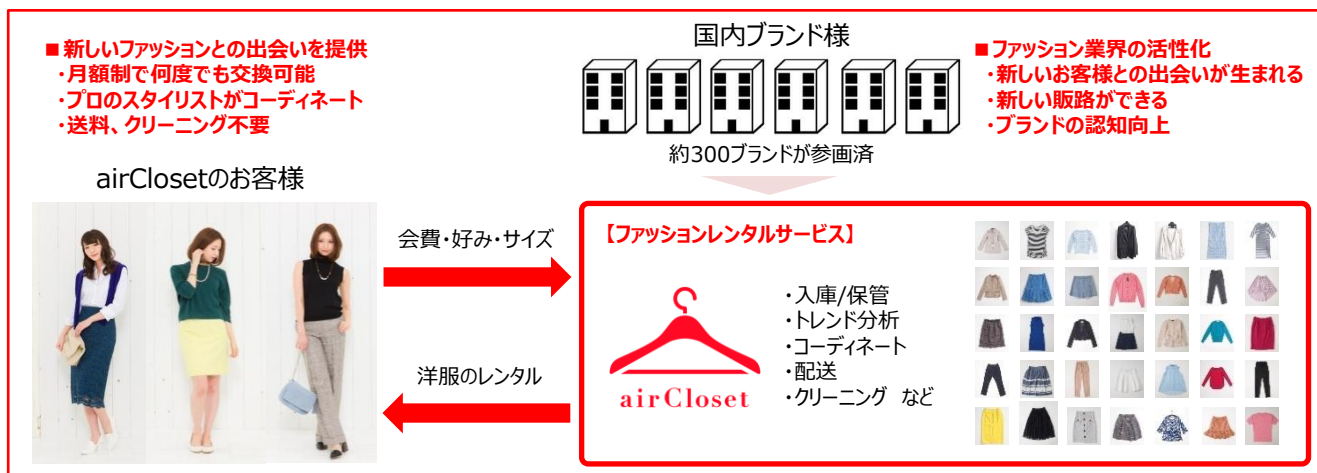 ■新しいファッションとの出会いを提供
・月額制で何度でも交換可能
・プロのスタイリストがコーディネート
・送料、クリーニング不要
国内ブランド様
約300ブランドが参画済
■ファッション業界の活性化
・新しいお客様との出会いが生まれる
・新しい販路ができる
・ブランドの認知向上
airClosetのお客様
会費・好み・サイズ
洋服のレンタル
【ファッションレンタルサービス】
airCloset
・入庫/保管
・トレンド分析
・コーディネート
・配送
・クリーニング など